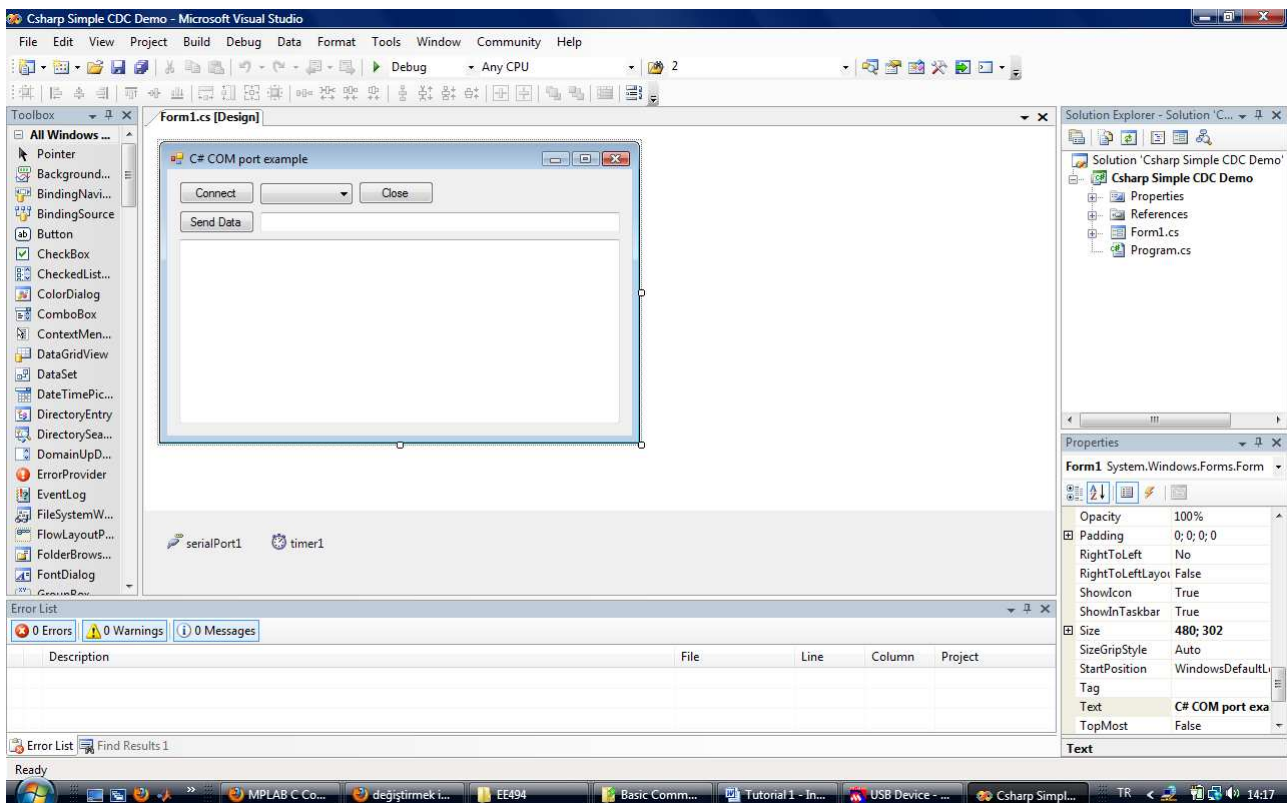 Csharp Simple CDC Demo - Microsoft Visual Studio
File Edit View Project Build Debug Data Format Tools Window Community Help
Debug Any CPU 2
Toolbox
All Windows ...
Pointer
Background...
BindingNavi...
BindingSource
Button
CheckBox
CheckedList...
ColorDialog
ComboBox
ContextMen...
DataGridView
DataSet
DateTimePic...
DirectoryEntry
DirectorySea...
DomainUpD...
ErrorProvider
EventLog
FileSystemW...
FlowLayoutP...
FolderBrows...
FontDialog
GroupBox
Form1.cs [Design]
C# COM port example
Connect Close
Send Data
serialPort1 timer1
Solution Explorer - Solution 'C...
Solution 'Csharp Simple CDC Demo'
Csharp Simple CDC Demo
Properties
References
Form1.cs
Program.cs
Properties
Form1 System.Windows.Forms.Form
Opacity 100%
Padding 0; 0; 0; 0
RightToLeft No
RightToLeftLayou False
ShowIcon True
ShowInTaskbar True
Size 480; 302
SizeGripStyle Auto
StartPosition WindowsDefaultL
Tag
Text C# COM port exa
TopMost False
Text
Error List
0 Errors 0 Warnings 0 Messages
Description File Line Column Project
Error List Find Results 1
Ready
MPLAB C Co... değiştirmek i... EE494 Basic Comm... Tutorial 1 - In... USB Device - ... Csharp Simpl... TR 14:17